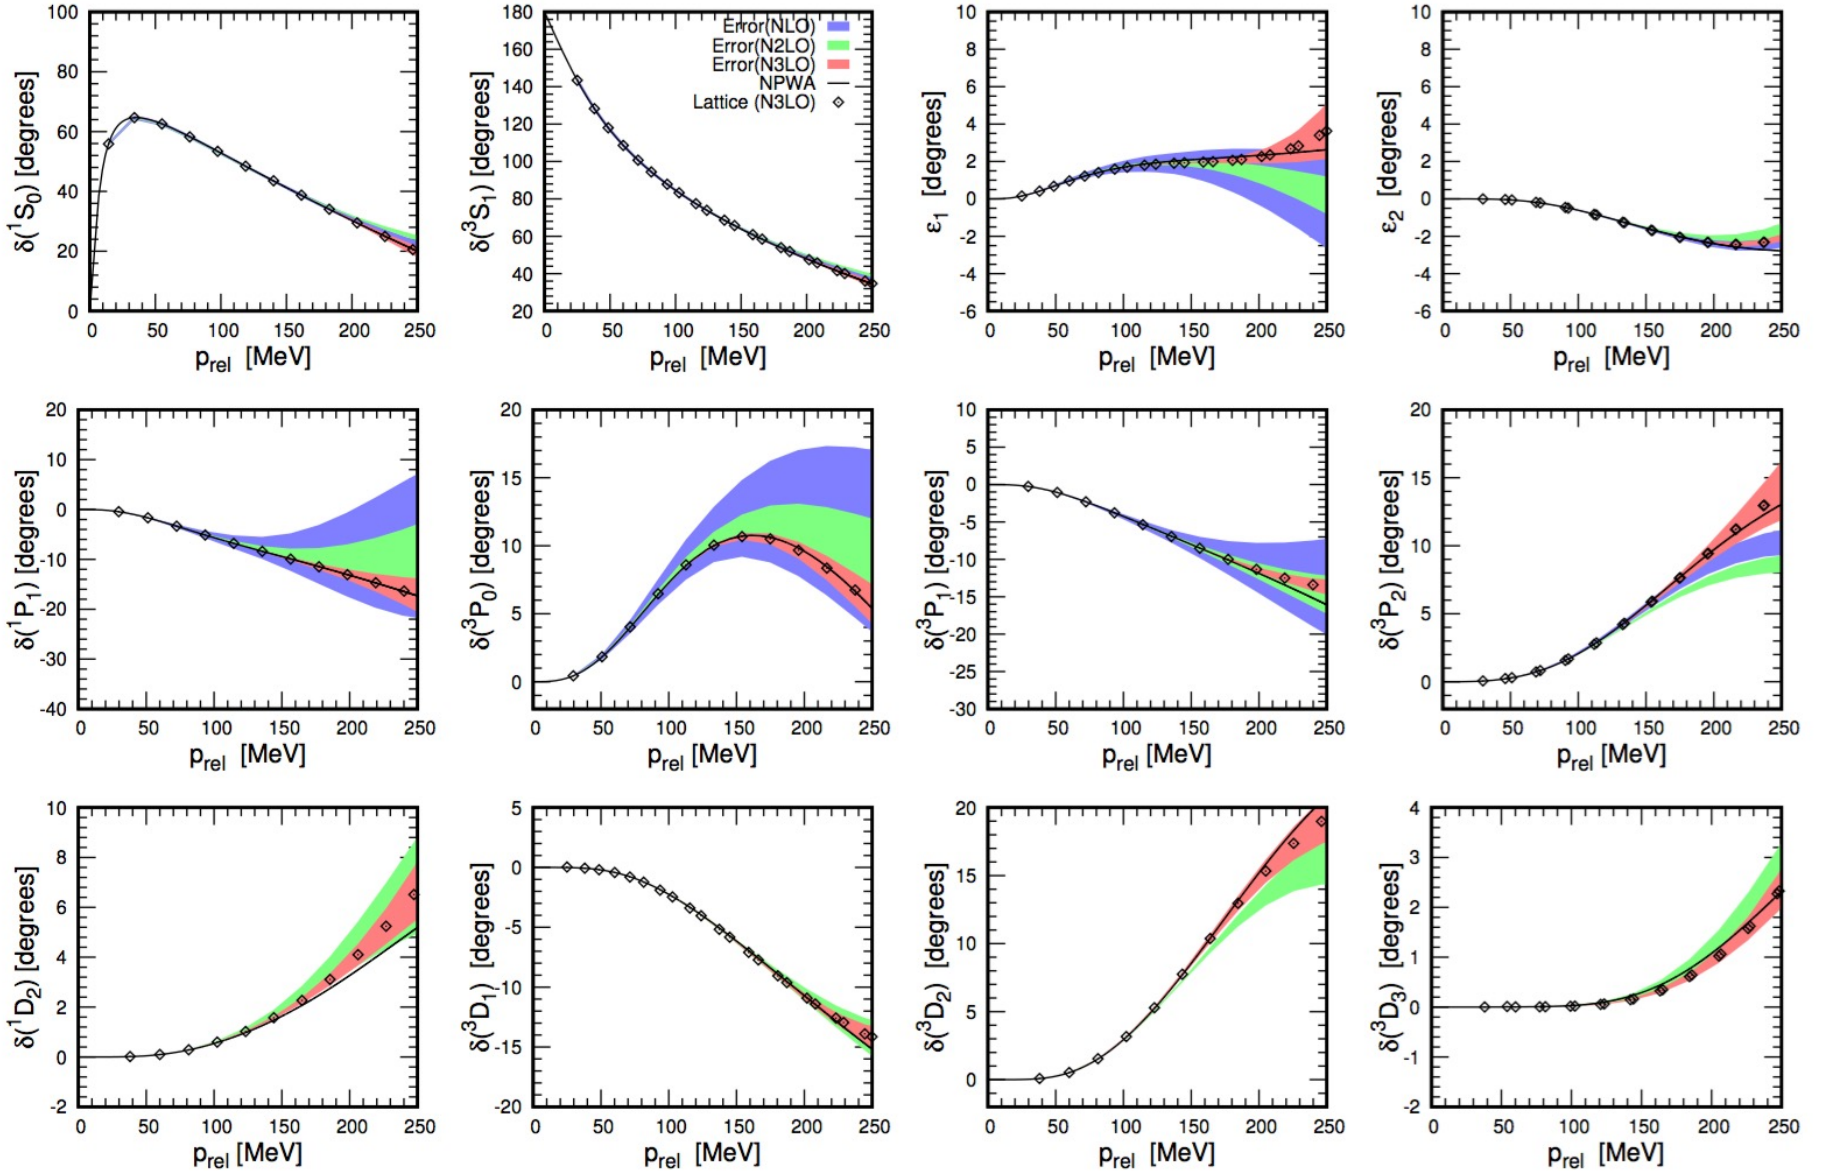 δ(¹S₀) [degrees]
100
80
60
40
20
0
0 50 100 150 200 250
p_rel [MeV]
δ(³S₁) [degrees]
180
160
140
120
100
80
60
40
20
Error(NLO)
Error(N2LO)
Error(N3LO)
NPWA
Lattice (N3LO)
0 50 100 150 200 250
p_rel [MeV]
ε₁ [degrees]
10
8
6
4
2
0
-2
-4
-6
0 50 100 150 200 250
p_rel [MeV]
ε₂ [degrees]
10
8
6
4
2
0
-2
-4
-6
0 50 100 150 200 250
p_rel [MeV]
δ(¹P₁) [degrees]
20
10
0
-10
-20
-30
-40
0 50 100 150 200 250
p_rel [MeV]
δ(³P₀) [degrees]
20
15
10
5
0
0 50 100 150 200 250
p_rel [MeV]
δ(³P₁) [degrees]
10
5
0
-5
-10
-15
-20
-25
-30
0 50 100 150 200 250
p_rel [MeV]
δ(³P₂) [degrees]
20
15
10
5
0
0 50 100 150 200 250
p_rel [MeV]
δ(¹D₂) [degrees]
10
8
6
4
2
0
-2
0 50 100 150 200 250
p_rel [MeV]
δ(³D₁) [degrees]
5
0
-5
-10
-15
-20
0 50 100 150 200 250
p_rel [MeV]
δ(³D₂) [degrees]
20
15
10
5
0
0 50 100 150 200 250
p_rel [MeV]
δ(³D₃) [degrees]
4
3
2
1
0
-1
-2
0 50 100 150 200 250
p_rel [MeV]